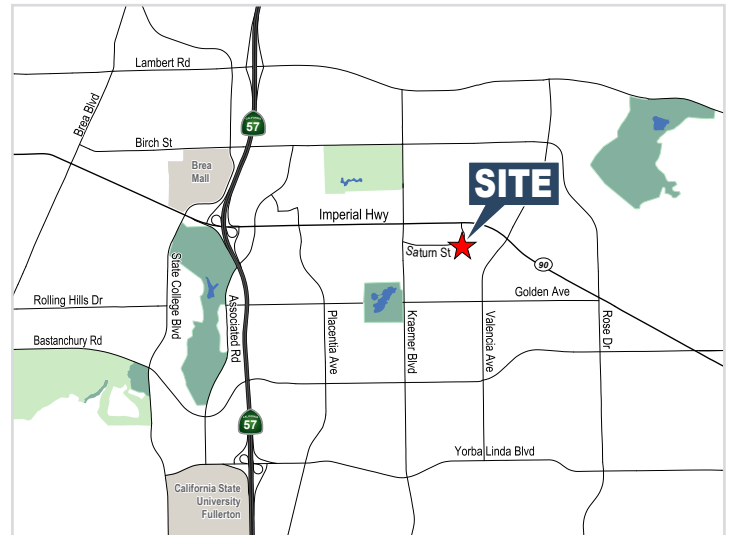 Lambert Rd
Brea Blvd
57
Birch St
Brea
Mall
SITE
Imperial Hwy
Saturn St
State College Blvd
90
Rolling Hills Dr
Associated Rd
Golden Ave
Placentia Ave
Kraemer Blvd
Valencia Ave
Rose Dr
Bastanchury Rd
57
Yorba Linda Blvd
California State
University
Fullerton